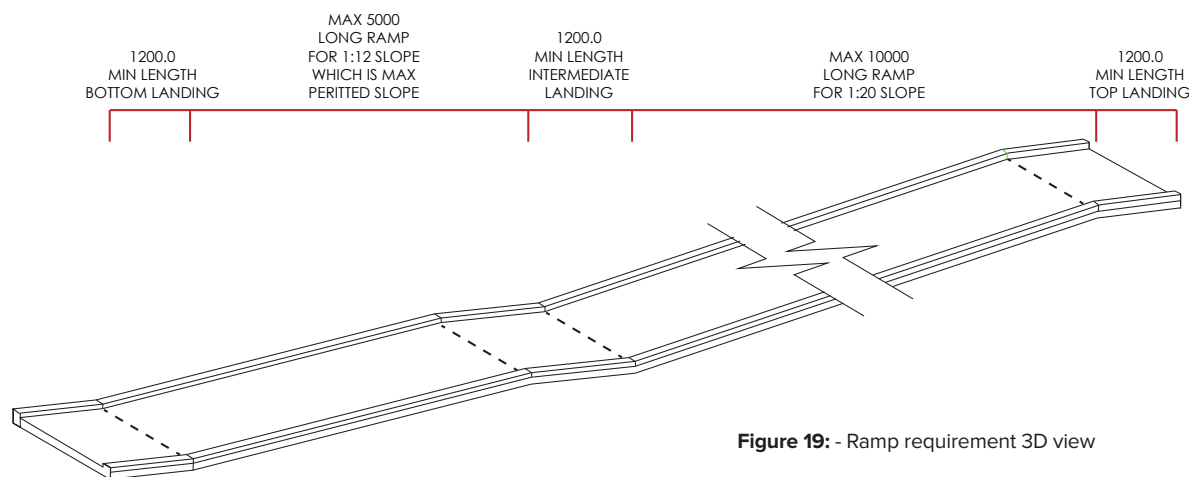 1200.0
MIN LENGTH
BOTTOM LANDING
MAX 5000
LONG RAMP
FOR 1:12 SLOPE
WHICH IS MAX
PERITTED SLOPE
1200.0
MIN LENGTH
INTERMEDIATE
LANDING
MAX 10000
LONG RAMP
FOR 1:20 SLOPE
1200.0
MIN LENGTH
TOP LANDING
Figure 19: - Ramp requirement 3D view